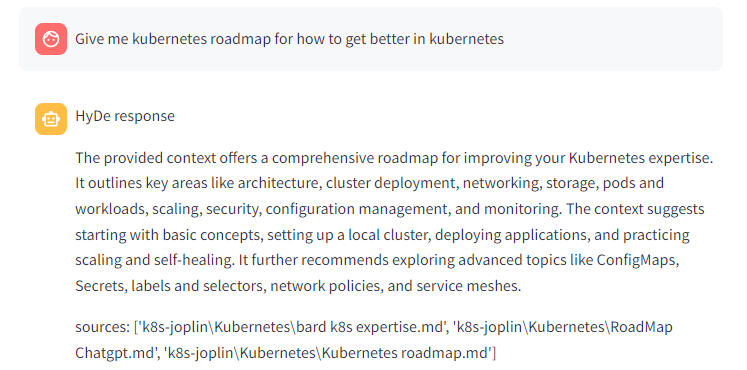 Give me kubernetes roadmap for how to get better in kubernetes
HyDe response
The provided context offers a comprehensive roadmap for improving your Kubernetes expertise.
It outlines key areas like architecture, cluster deployment, networking, storage, pods and
workloads, scaling, security, configuration management, and monitoring. The context suggests
starting with basic concepts, setting up a local cluster, deploying applications, and practicing
scaling and self-healing. It further recommends exploring advanced topics like ConfigMaps,
Secrets, labels and selectors, network policies, and service meshes.
sources: ['k8s-joplin\Kubernetes\bard k8s expertise.md', 'k8s-joplin\Kubernetes\RoadMap
Chatgpt.md', 'k8s-joplin\Kubernetes\Kubernetes roadmap.md']